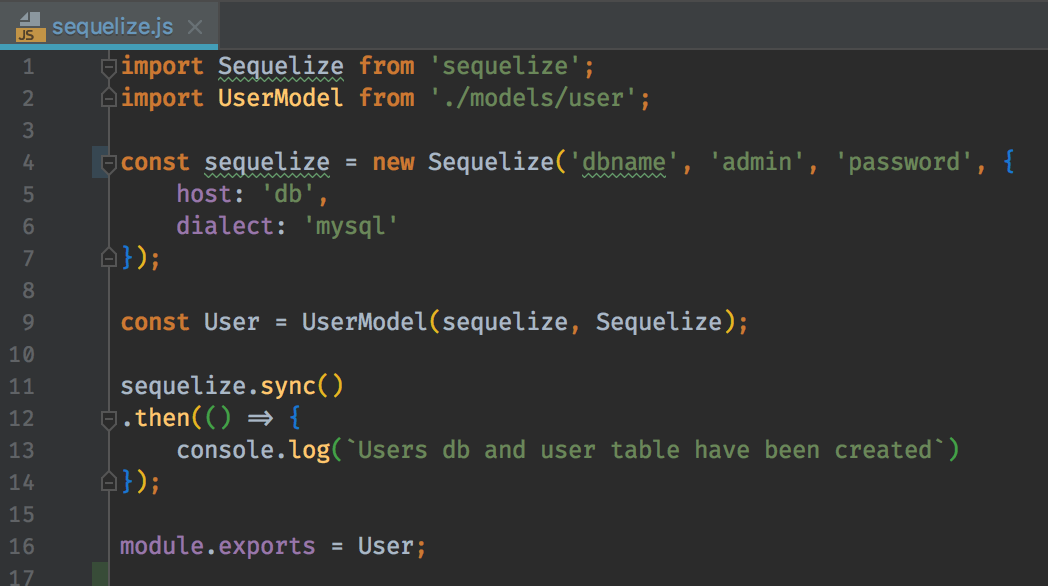 JS sequelize.js ×
1 import Sequelize from 'sequelize';
2 import UserModel from './models/user';
3
4 const sequelize = new Sequelize('dbname', 'admin', 'password', {
5     host: 'db',
6     dialect: 'mysql'
7 });
8
9 const User = UserModel(sequelize, Sequelize);
10
11 sequelize.sync()
12 .then(() => {
13     console.log(`Users db and user table have been created`)
14 });
15
16 module.exports = User;
17